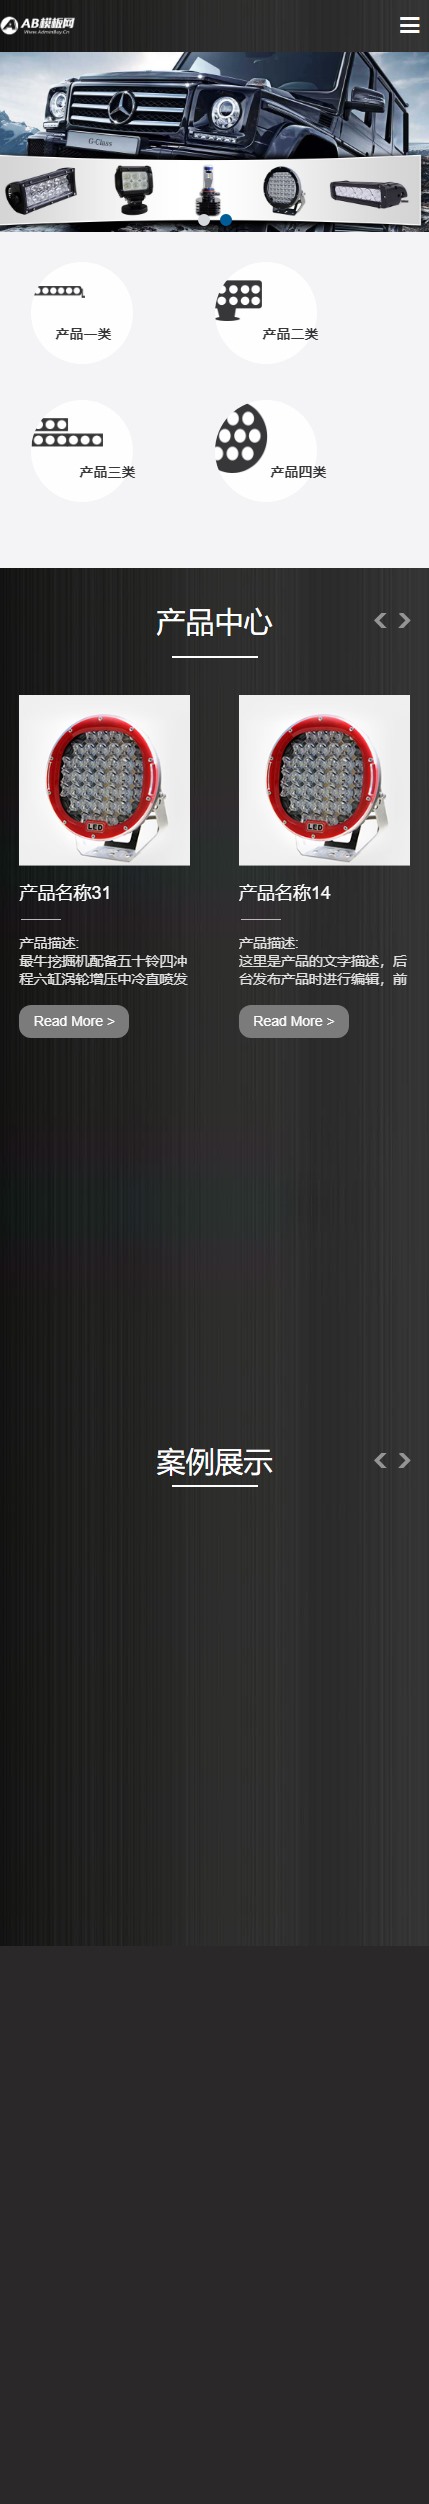 AB模板网
Www.AdminBuy.Cn
G-Class
产品一类
产品二类
产品三类
产品四类
产品中心
产品名称31
产品描述:
最牛挖掘机配备五十铃四冲
程六缸涡轮增压中冷直喷发
Read More >
产品名称14
产品描述:
这里是产品的文字描述，后
台发布产品时进行编辑，前
Read More >
LED
LED
案例展示